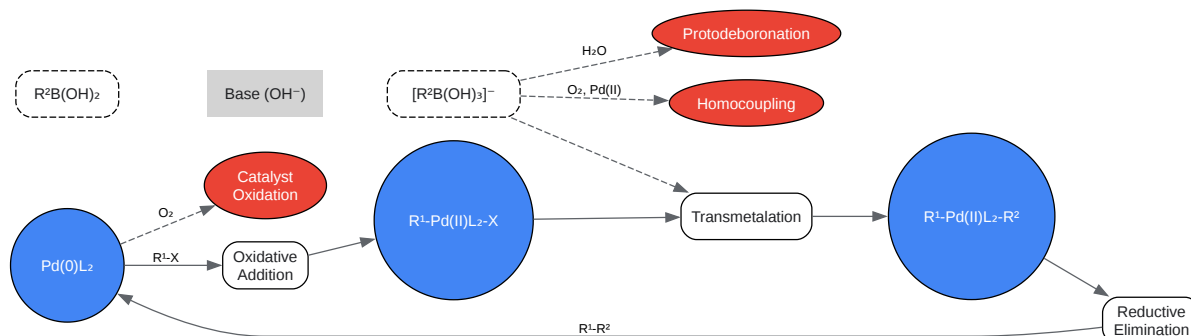 Protodeboronation
H₂O
R²B(OH)₂
Base (OH⁻)
[R²B(OH)₃]⁻
O₂, Pd(II)
Homocoupling
Catalyst
Oxidation
O₂
R¹-Pd(II)L₂-X
Transmetalation
R¹-Pd(II)L₂-R²
Pd(0)L₂
R¹-X
Oxidative
Addition
R¹-R²
Reductive
Elimination